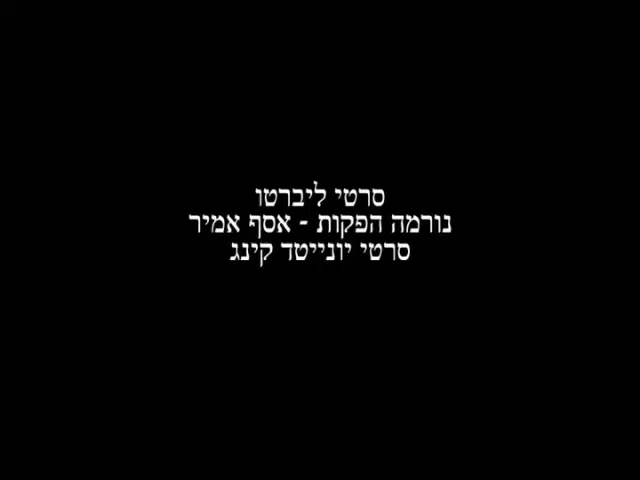 סרטי ליברטו
נורמה הפקות - אסף אמיר
סרטי יונייטד קינג